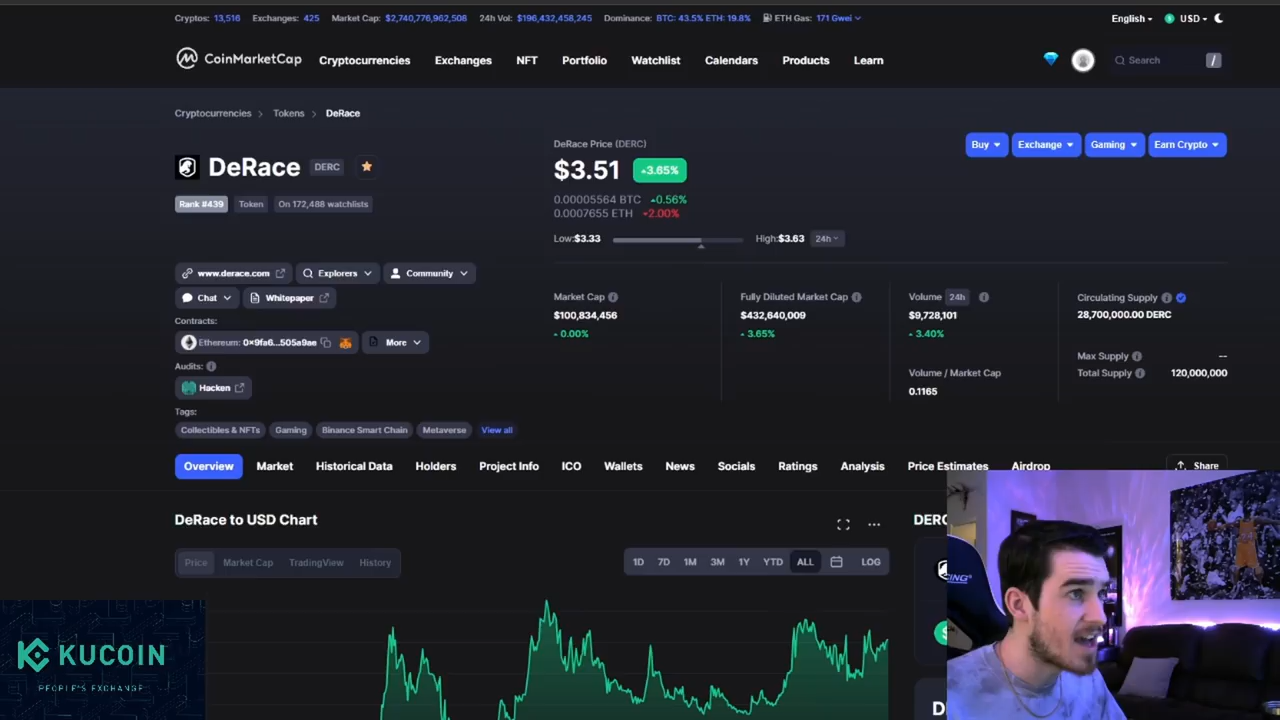 Cryptos: 13,516 Exchanges: 425 Market Cap: $2,740,776,962,508 24h Vol: $196,432,458,245 Dominance: BTC: 43.5% ETH: 19.8% ETH Gas: 171 Gwei English USD
CoinMarketCap Cryptocurrencies Exchanges NFT Portfolio Watchlist Calendars Products Learn Search /
Cryptocurrencies > Tokens > DeRace
DeRace Price (DERC)
Buy Exchange Gaming Earn Crypto
DeRace DERC
$3.51 3.65%
Rank #439 Token On 172,488 watchlists
0.00005564 BTC 0.56%
0.0007655 ETH 2.00%
Low:$3.33 High:$3.63 24h
www.derace.com Explorers Community
Chat Whitepaper
Market Cap Fully Diluted Market Cap Volume 24h Circulating Supply
$100,834,456 $432,640,009 $9,728,101 28,700,000.00 DERC
0.00% 3.65% 3.40%
Contracts:
Ethereum: 0x9fa6...505a9ae More
Max Supply --
Volume / Market Cap Total Supply 120,000,000
0.1165
Audits:
Hacken
Tags:
Collectibles & NFTs Gaming Binance Smart Chain Metaverse View all
Overview Market Historical Data Holders Project Info ICO Wallets News Socials Ratings Analysis Price Estimates Airdrop Share
DeRace to USD Chart
DERC
Price Market Cap TradingView History
1D 7D 1M 3M 1Y YTD ALL LOG
KUCOIN
PEOPLE'S EXCHANGE